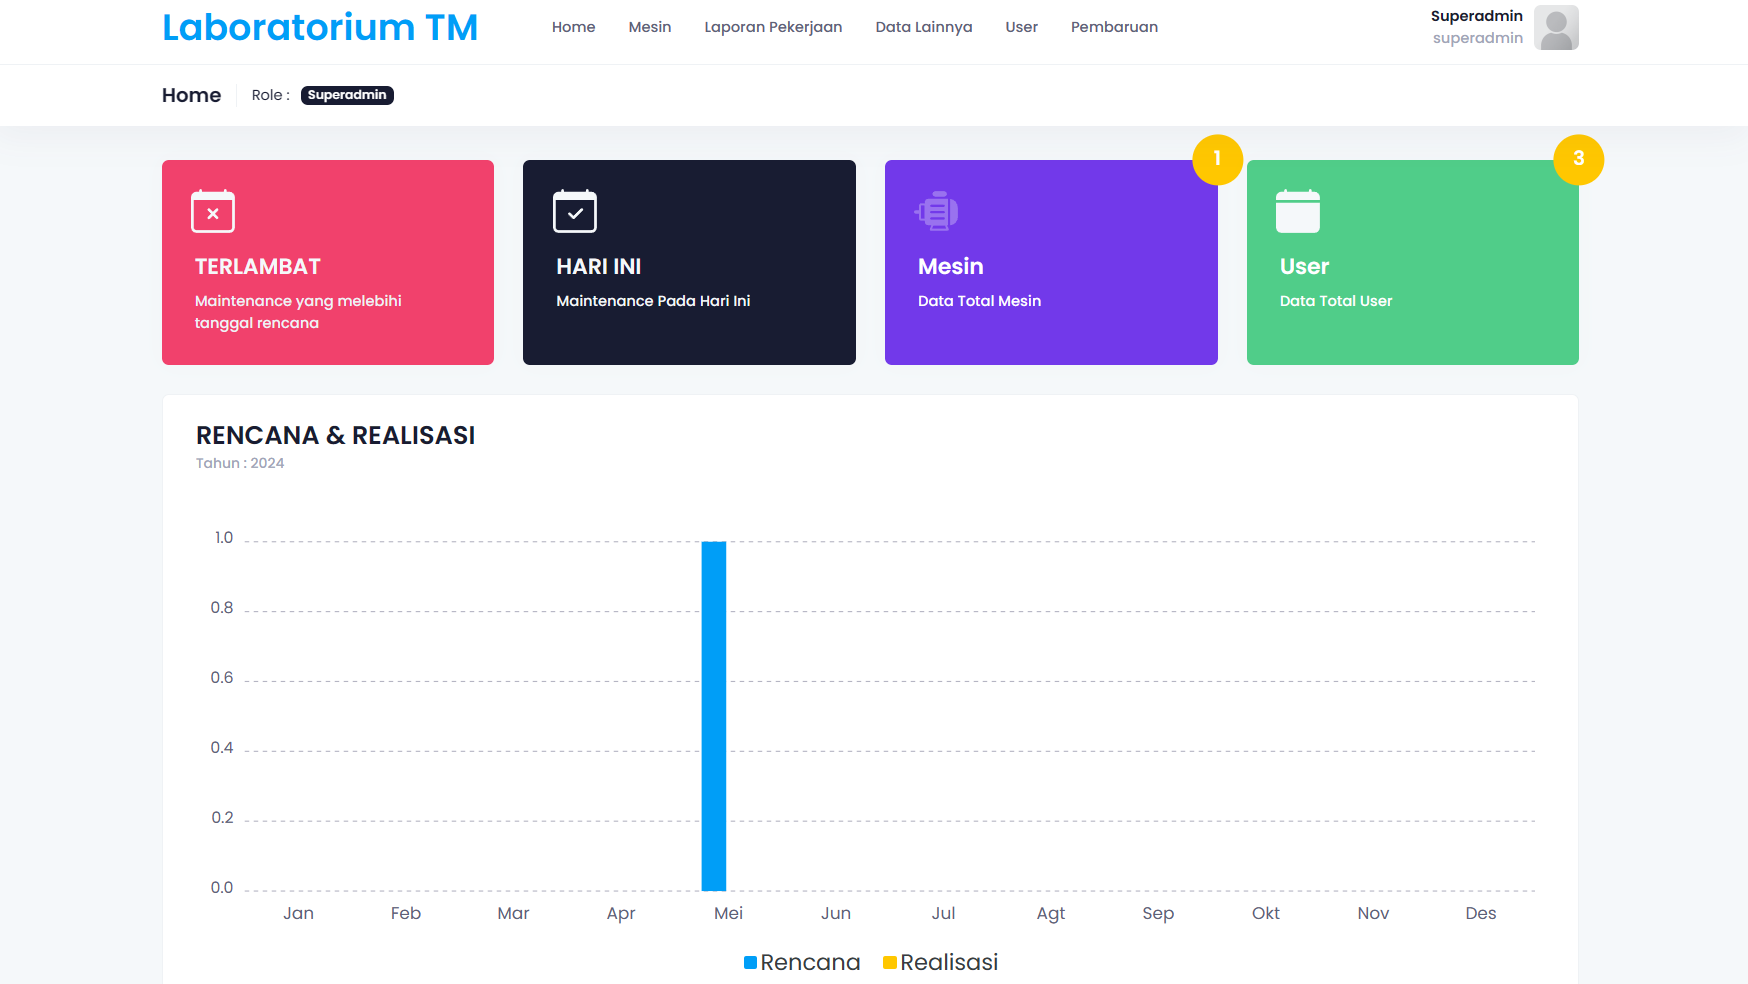 Laboratorium TM
Home Mesin Laporan Pekerjaan Data Lainnya User Pembaruan
Superadmin
superadmin
Home
Role : Superadmin
TERLAMBAT
Maintenance yang melebihi
tanggal rencana
HARI INI
Maintenance Pada Hari Ini
1
Mesin
Data Total Mesin
3
User
Data Total User
RENCANA & REALISASI
Tahun : 2024
1.0
0.8
0.6
0.4
0.2
0.0
Jan Feb Mar Apr Mei Jun Jul Agt Sep Okt Nov Des
Rencana Realisasi